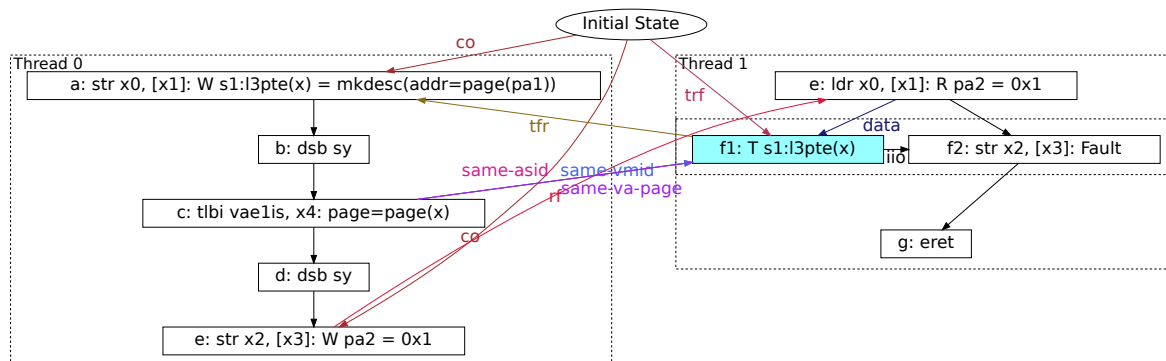 Initial State
Thread 0
Thread 1
co
a: str x0, [x1]: W s1:l3pte(x) = mkdesc(addr=page(pa1))
e: ldr x0, [x1]: R pa2 = 0x1
trf
tfr
data
b: dsb sy
f1: T s1:l3pte(x)
iio
f2: str x2, [x3]: Fault
same-asid
same-vmid
same-va-page
rf
c: tlbi vae1is, x4: page=page(x)
co
g: eret
d: dsb sy
e: str x2, [x3]: W pa2 = 0x1